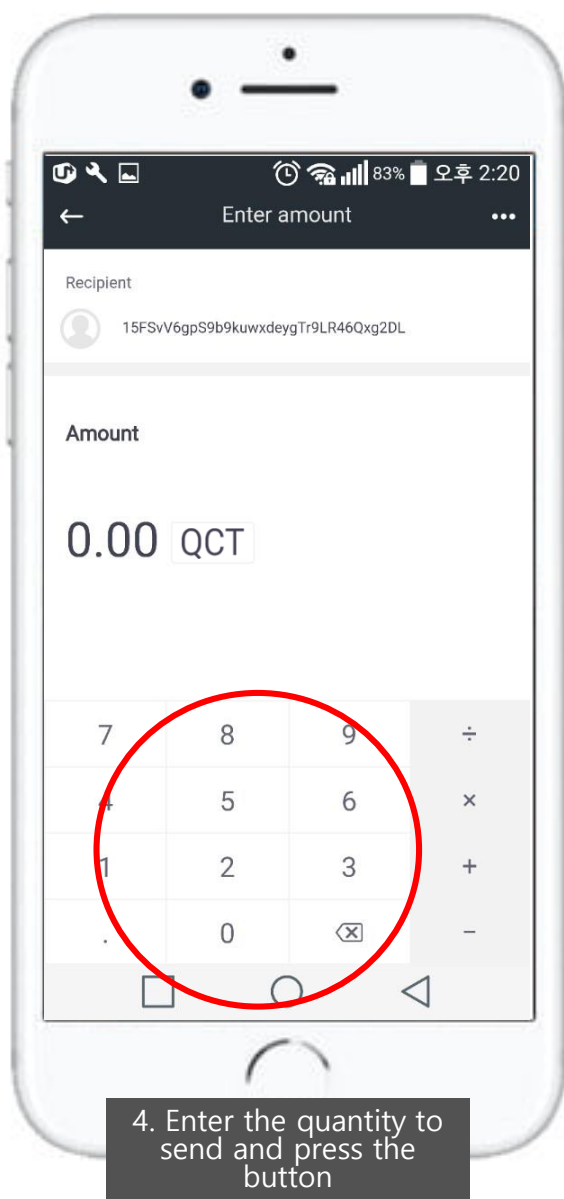 83% 오후 2:20
← Enter amount •••
Recipient
15FSvV6gpS9b9kuwxdeygTr9LR46Qxg2DL
Amount
0.00 QCT
7 8 9 ÷
4 5 6 ×
1 2 3 +
. 0 −
4. Enter the quantity to
send and press the
button